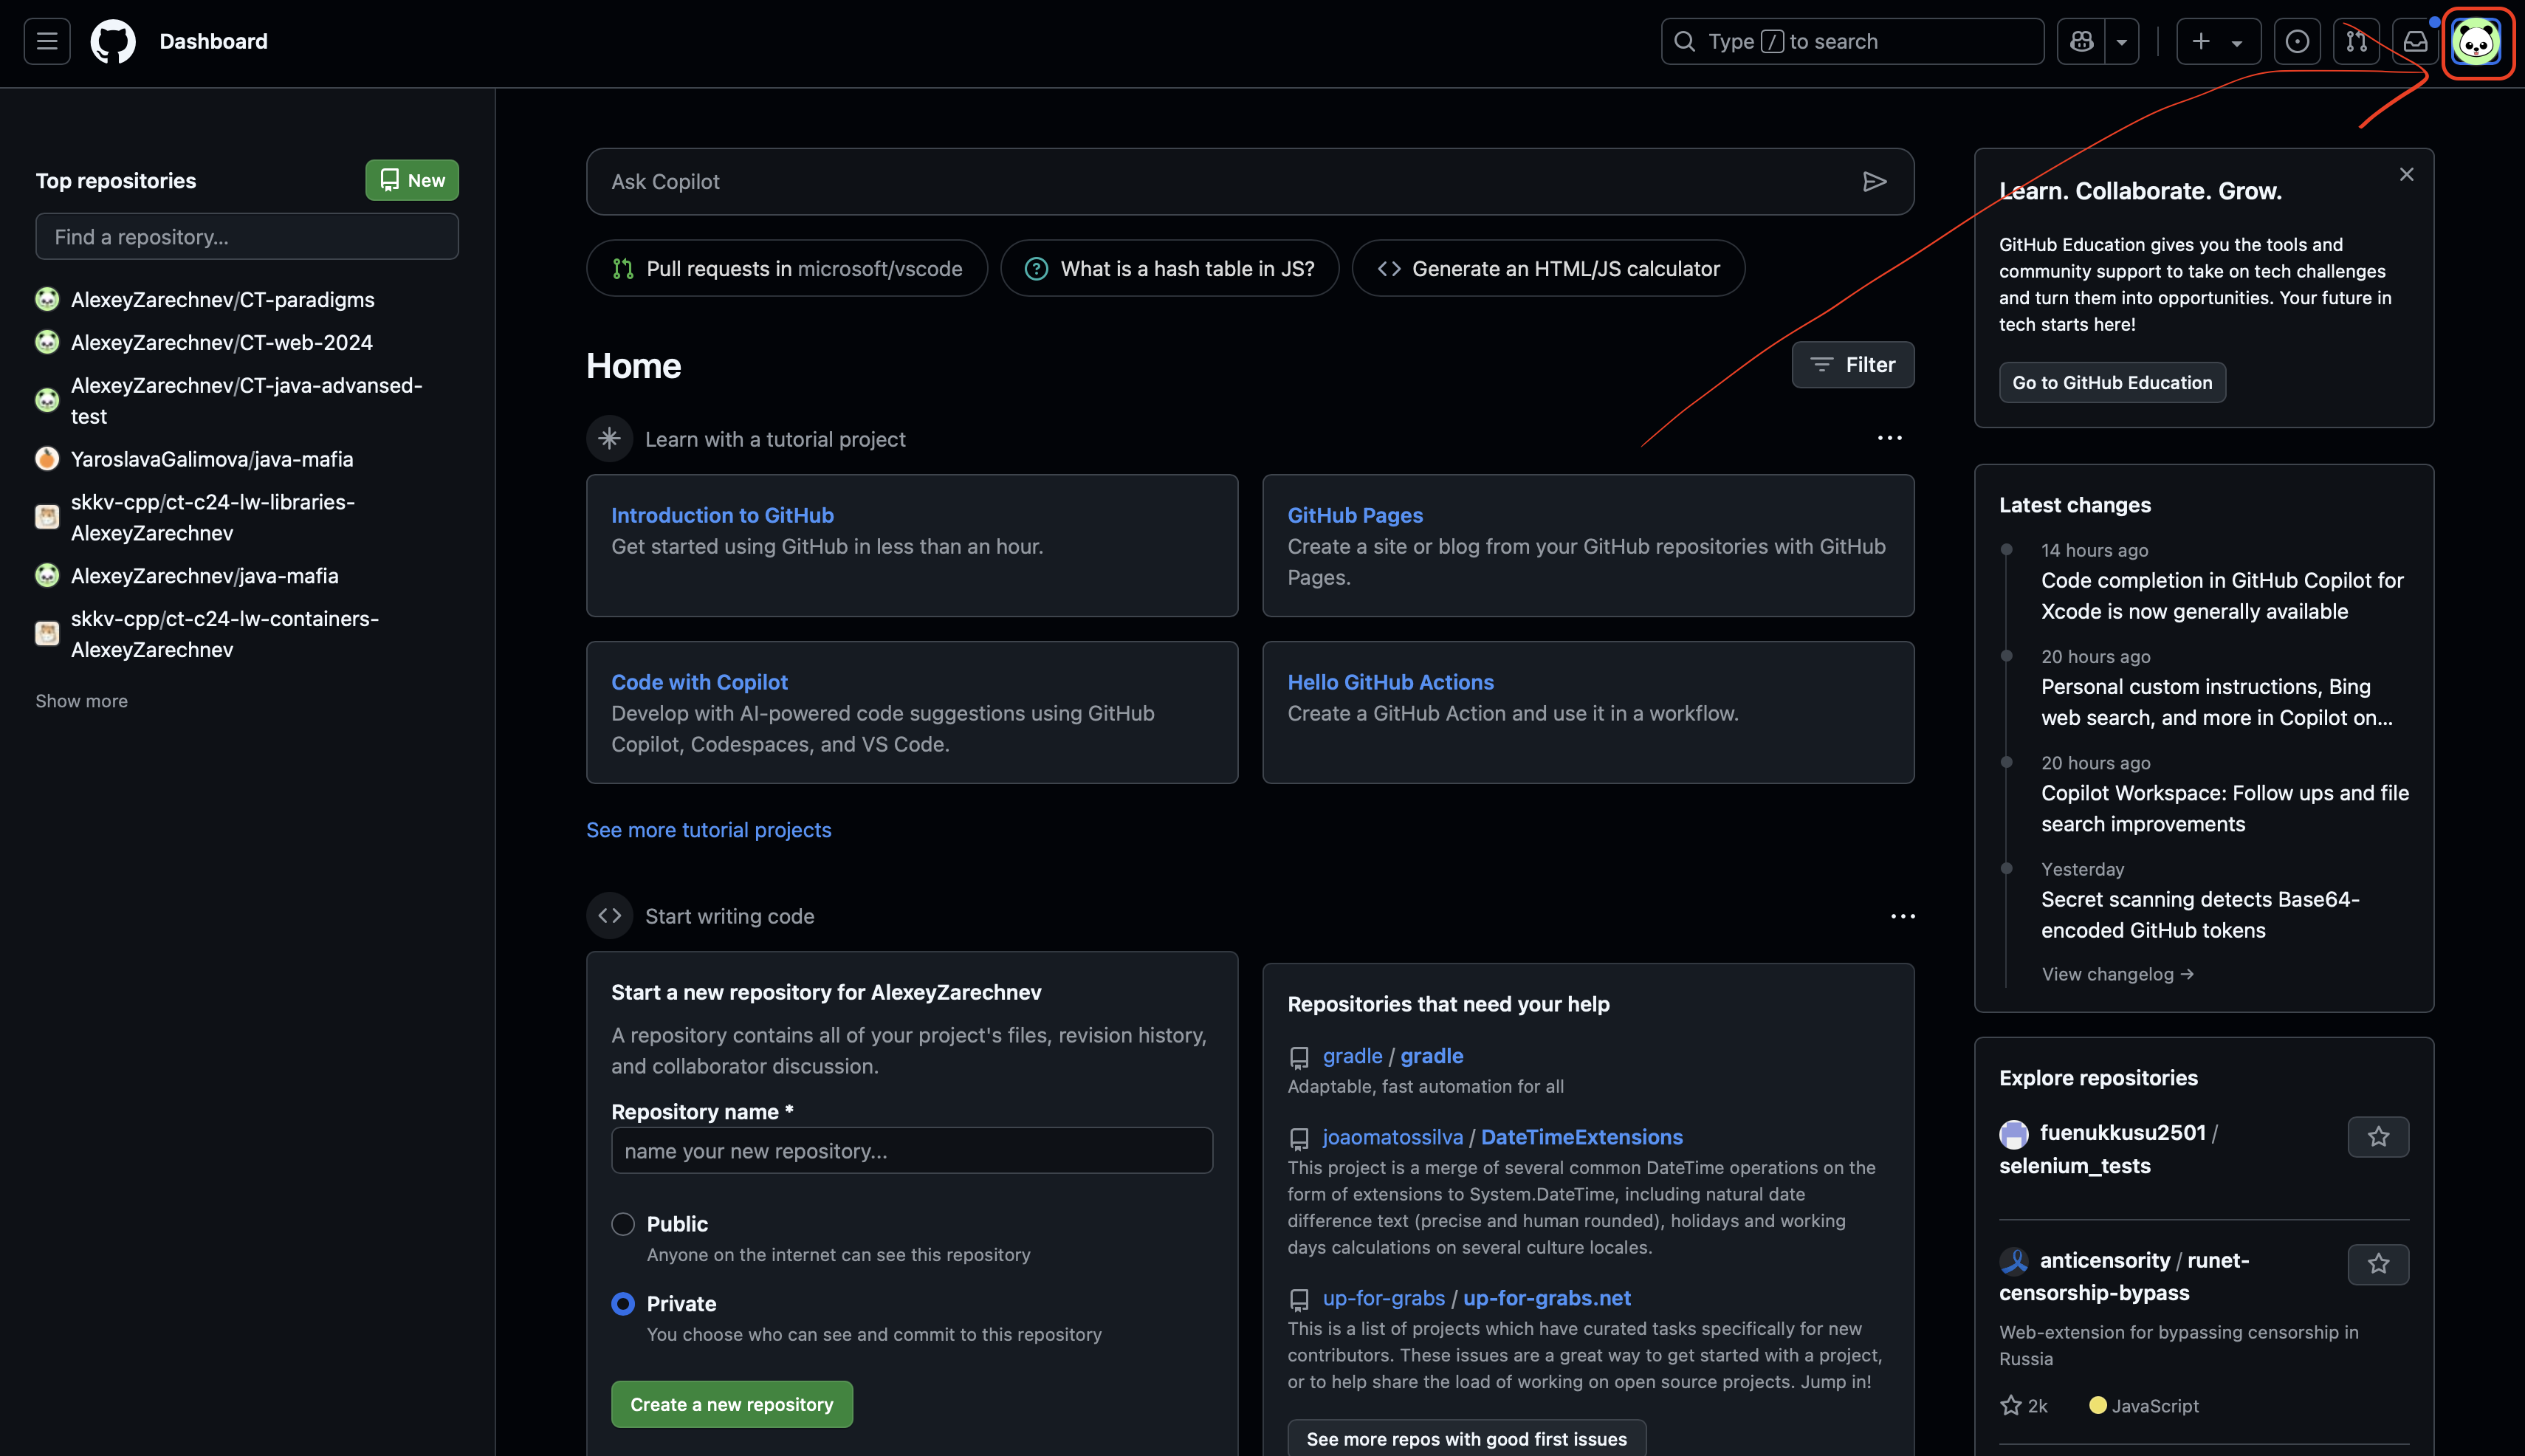 Dashboard
Type / to search
Top repositories
New
Find a repository...
AlexeyZarechnev/CT-paradigms
AlexeyZarechnev/CT-web-2024
AlexeyZarechnev/CT-java-advansed-
test
YaroslavaGalimova/java-mafia
skkv-cpp/ct-c24-lw-libraries-
AlexeyZarechnev
AlexeyZarechnev/java-mafia
skkv-cpp/ct-c24-lw-containers-
AlexeyZarechnev
Show more
Ask Copilot
Pull requests in microsoft/vscode
What is a hash table in JS?
Generate an HTML/JS calculator
Home
Filter
Learn with a tutorial project
Introduction to GitHub
Get started using GitHub in less than an hour.
GitHub Pages
Create a site or blog from your GitHub repositories with GitHub
Pages.
Code with Copilot
Develop with AI-powered code suggestions using GitHub
Copilot, Codespaces, and VS Code.
Hello GitHub Actions
Create a GitHub Action and use it in a workflow.
See more tutorial projects
Start writing code
Start a new repository for AlexeyZarechnev
A repository contains all of your project's files, revision history,
and collaborator discussion.
Repository name *
name your new repository...
Public
Anyone on the internet can see this repository
Private
You choose who can see and commit to this repository
Create a new repository
Repositories that need your help
gradle / gradle
Adaptable, fast automation for all
joaomatossilva / DateTimeExtensions
This project is a merge of several common DateTime operations on the
form of extensions to System.DateTime, including natural date
difference text (precise and human rounded), holidays and working
days calculations on several culture locales.
up-for-grabs / up-for-grabs.net
This is a list of projects which have curated tasks specifically for new
contributors. These issues are a great way to get started with a project,
or to help share the load of working on open source projects. Jump in!
See more repos with good first issues
Learn. Collaborate. Grow.
GitHub Education gives you the tools and
community support to take on tech challenges
and turn them into opportunities. Your future in
tech starts here!
Go to GitHub Education
Latest changes
14 hours ago
Code completion in GitHub Copilot for
Xcode is now generally available
20 hours ago
Personal custom instructions, Bing
web search, and more in Copilot on...
20 hours ago
Copilot Workspace: Follow ups and file
search improvements
Yesterday
Secret scanning detects Base64-
encoded GitHub tokens
View changelog →
Explore repositories
fuenukkusu2501 /
selenium_tests
anticensority / runet-
censorship-bypass
Web-extension for bypassing censorship in
Russia
2k
JavaScript